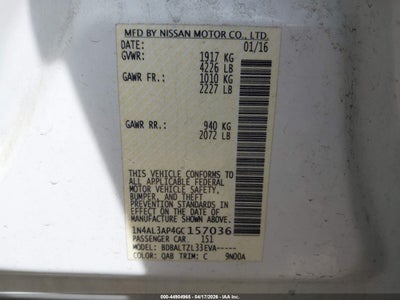 MFD BY NISSAN MOTOR CO., LTD.
DATE: 01/16
GVWR: 1917 KG
4226 LB
GAWR FR: 1010 KG
2227 LB
GAWR RR: 940 KG
2072 LB
THIS VEHICLE CONFORMS TO
ALL APPLICABLE FEDERAL
MOTOR VEHICLE SAFETY,
BUMPER, AND THEFT
PREVENTION STANDARDS IN
EFFECT ON THE DATE OF
MANUFACTURE SHOWN ABOVE.
1N4AL3AP4GC157036
PASSENGER CAR 1S1
MODEL: BDBALTZL33EVA-----
COLOR: QAB TRIM: C 9N00A
ID: 44904965 04/17/2026 IAA